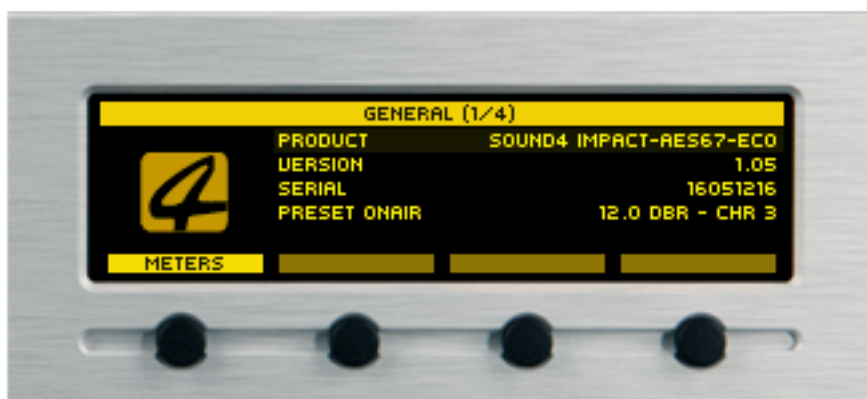 GENERAL (1/4)
PRODUCT SOUND4 IMPACT-AES67-ECO
VERSION 1.05
SERIAL 16051216
PRESET ONAIR 12.0 DBR - CHR 3
METERS